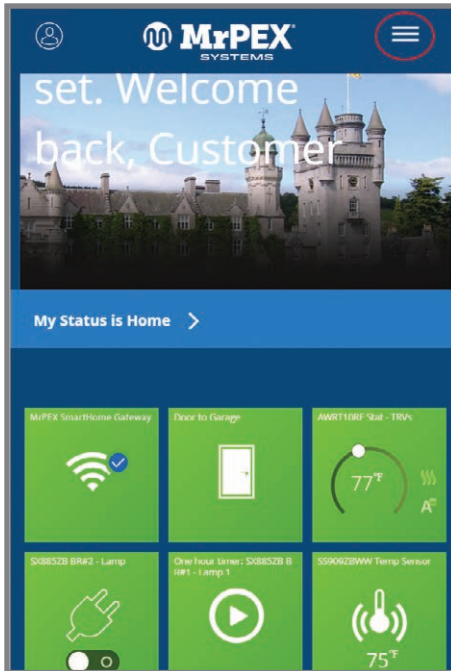 MrPEX
SYSTEMS
set. Welcome
back, Customer
My Status is Home
MrPEX SmartHome Gateway
Door to Garage
AWRT10RF Stat - TRVs
77°F
A
SX885ZB BR#2 - Lamp
One hour timer: SX885ZB B
R#1 - Lamp 1
SS909ZBWW Temp Sensor
75°F